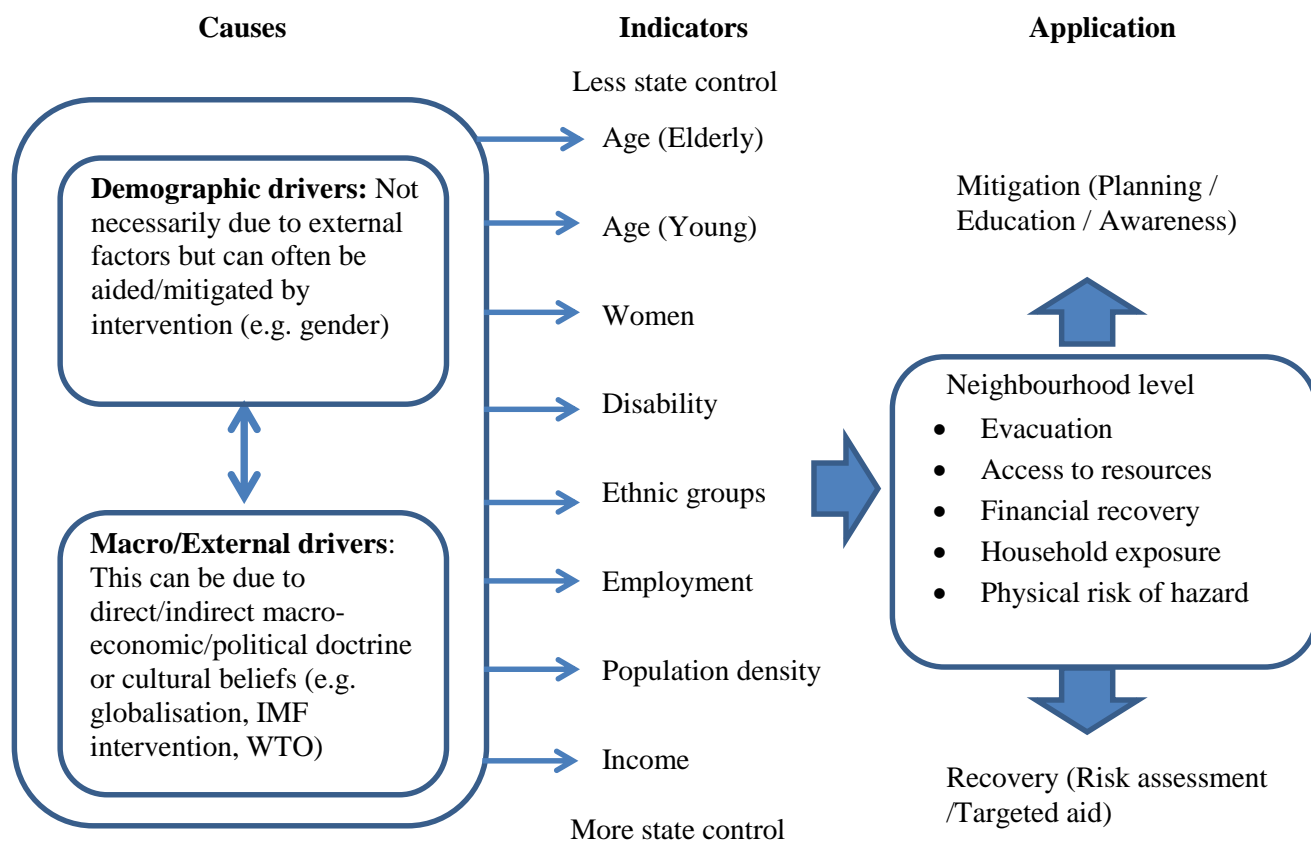 Causes
Indicators
Application
Less state control
Demographic drivers: Not
necessarily due to external
factors but can often be
aided/mitigated by
intervention (e.g. gender)
Macro/External drivers:
This can be due to
direct/indirect macro-
economic/political doctrine
or cultural beliefs (e.g.
globalisation, IMF
intervention, WTO)
Age (Elderly)
Age (Young)
Women
Disability
Ethnic groups
Employment
Population density
Income
More state control
Mitigation (Planning /
Education / Awareness)
Neighbourhood level
• Evacuation
• Access to resources
• Financial recovery
• Household exposure
• Physical risk of hazard
Recovery (Risk assessment
/Targeted aid)